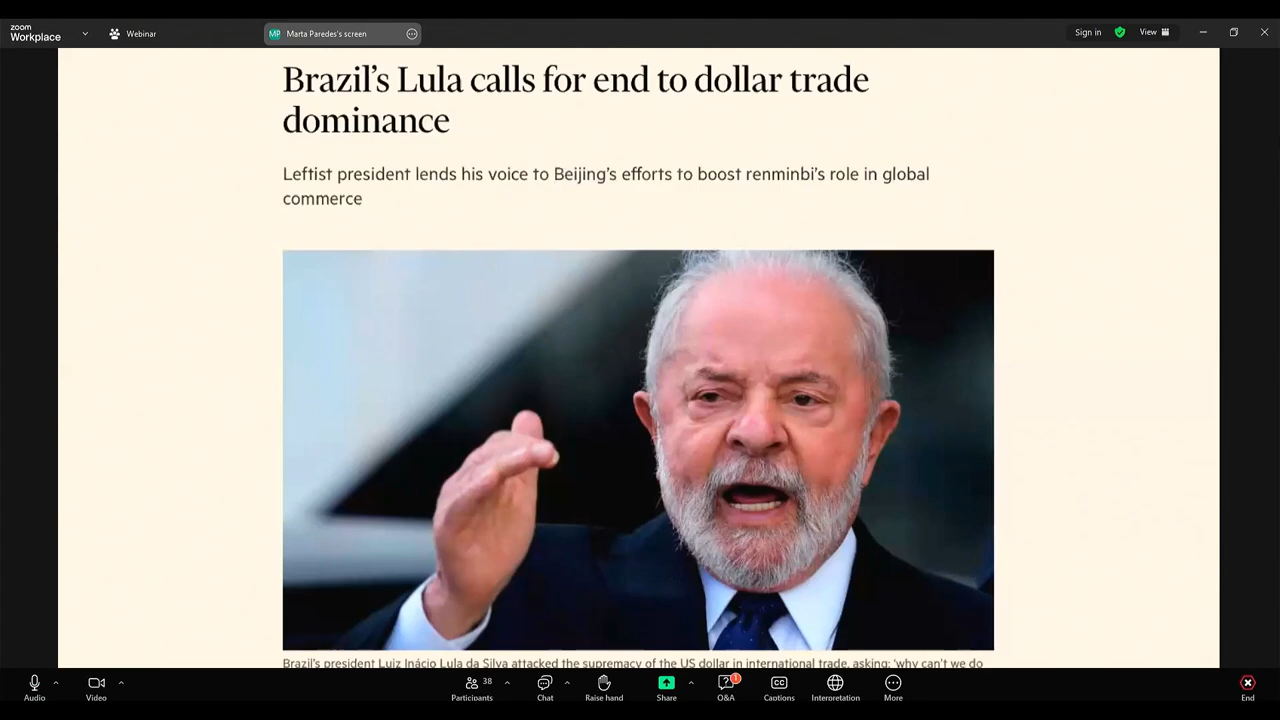 zoom
Workplace
Webinar
MP Marta Paredes's screen
Sign in
View
Brazil's Lula calls for end to dollar trade
dominance
Leftist president lends his voice to Beijing's efforts to boost renminbi's role in global
commerce
Brazil's president Luiz Inácio Lula da Silva attacked the supremacy of the US dollar in international trade, asking: 'why can't we do
Audio
Video
Participants 38
Chat
Raise hand
Share
Q&A 1
CC Captions
Interpretation
More
End